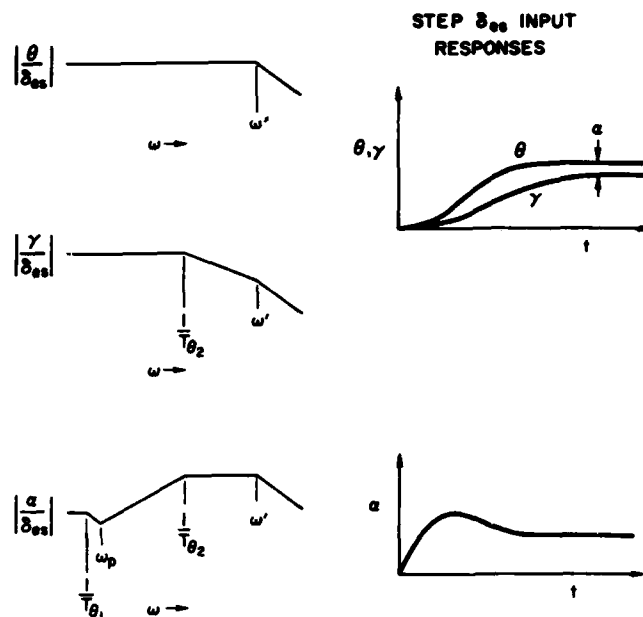 STEP δes INPUT
RESPONSES
|θ/δes|
ω'
ω →
θ, γ
θ
α
γ
t
|γ/δes|
1/Tθ2
ω'
ω →
|α/δes|
ωp
1/Tθ2
ω'
1/Tθ1
ω →
α
t